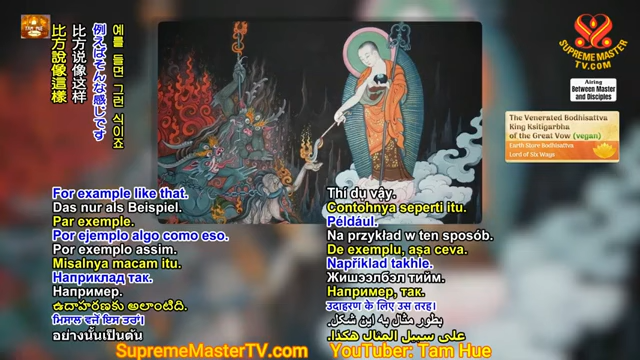 예를 들면 그런 식이죠
例えばそんな感じです
比方说像这样
比方說像這樣
SUPREME MASTER
TV.COM
Airing
Between Master
and Disciples
The Venerated Bodhisattva
King Ksitigarbha
of the Great Vow (vegan)
Earth Store Bodhisattva
Lord of Six Ways
For example like that.
Das nur als Beispiel.
Par exemple.
Por ejemplo algo como eso.
Por exemplo assim.
Misalnya macam itu.
Наприклад так.
Например.
ఉదాహరణకు అలాంటిది.
ਮਿਸਾਲ ਵਜੋਂ ਇਸ ਤਰਾਂ।
อย่างนั้นเป็นต้น
Thí dụ vậy.
Contohnya seperti itu.
Például.
Na przykład w ten sposób.
De exemplu, aşa ceva.
Například takhle.
Жишээлбэл тийм.
Например, так.
उदाहरण के लिए उस तरह।
بطور مثال به این شکل.
على سبيل المثال هكذا.
SupremeMasterTV.com
YouTuber: Tam Hue